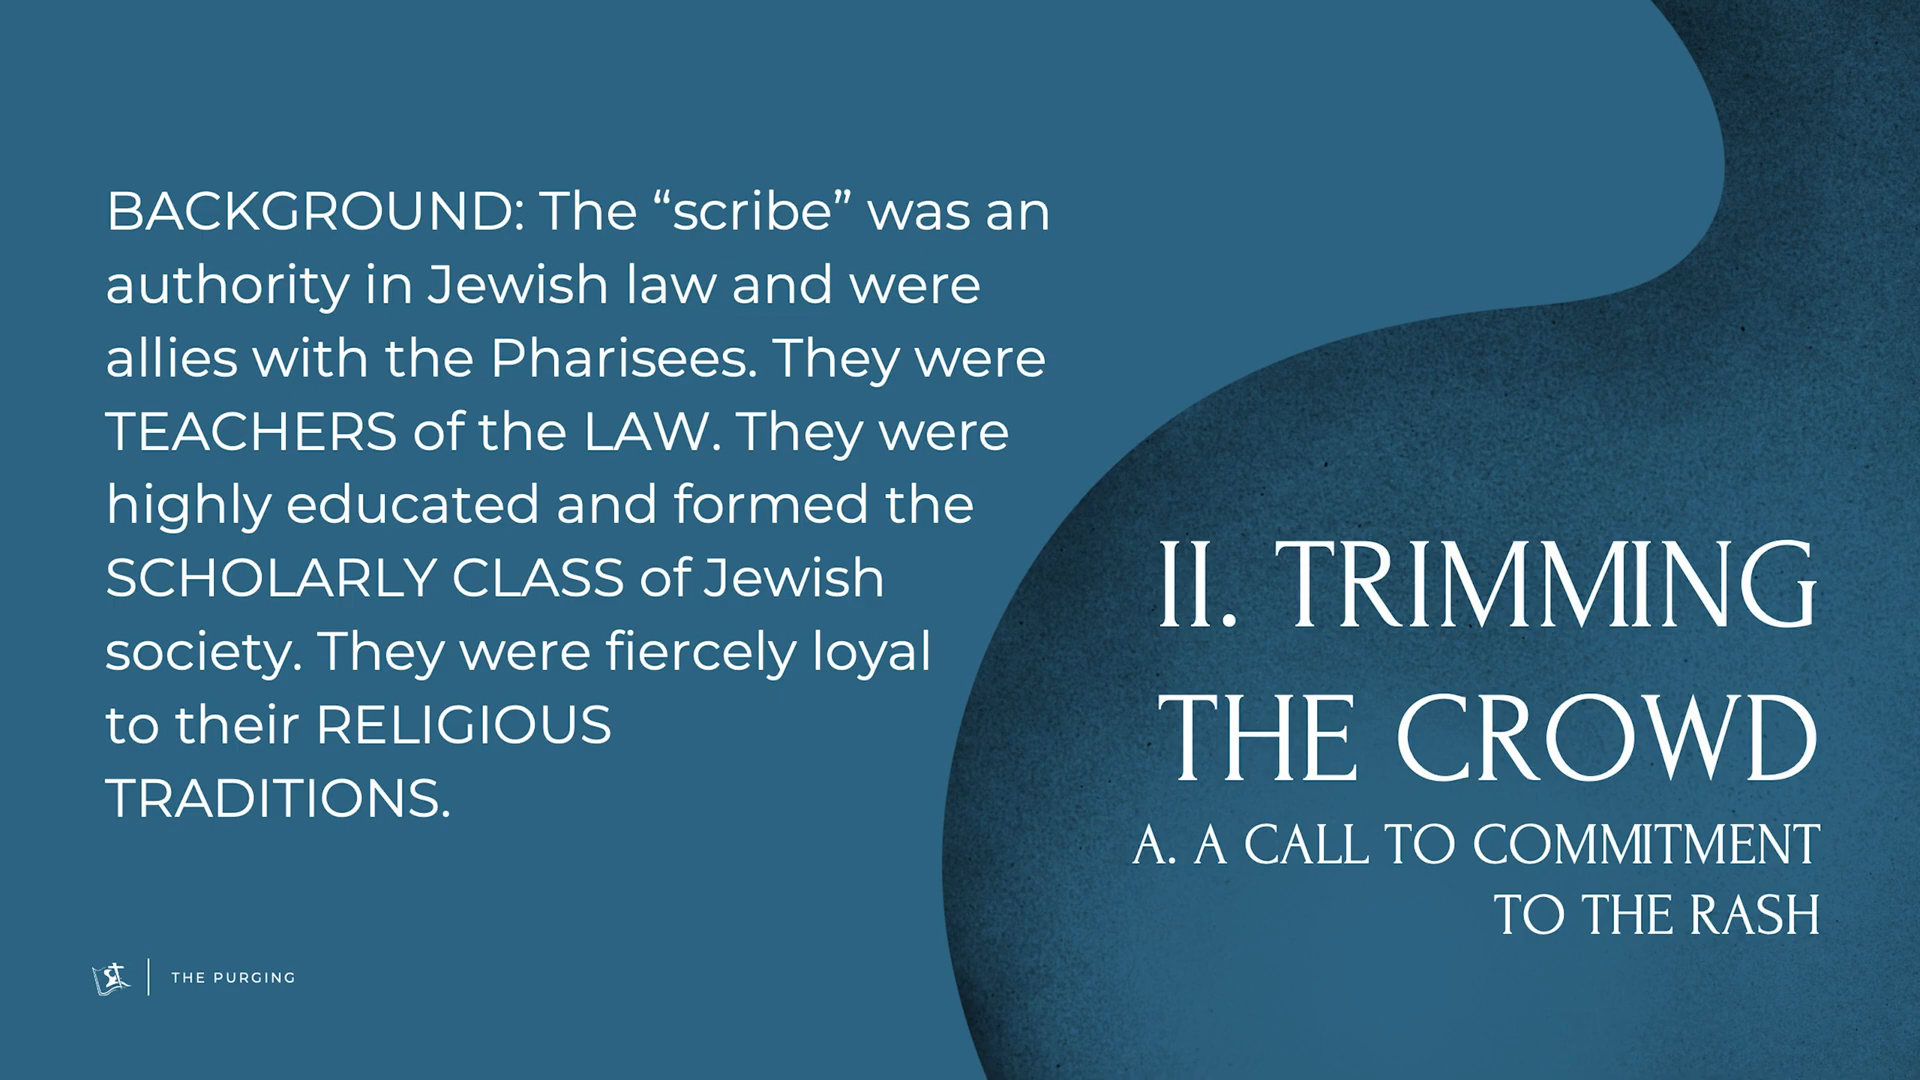 BACKGROUND: The “scribe” was an
authority in Jewish law and were
allies with the Pharisees. They were
TEACHERS of the LAW. They were
highly educated and formed the
SCHOLARLY CLASS of Jewish
society. They were fiercely loyal
to their RELIGIOUS
TRADITIONS.
II. TRIMMING
THE CROWD
A. A CALL TO COMMITMENT
TO THE RASH
THE PURGING